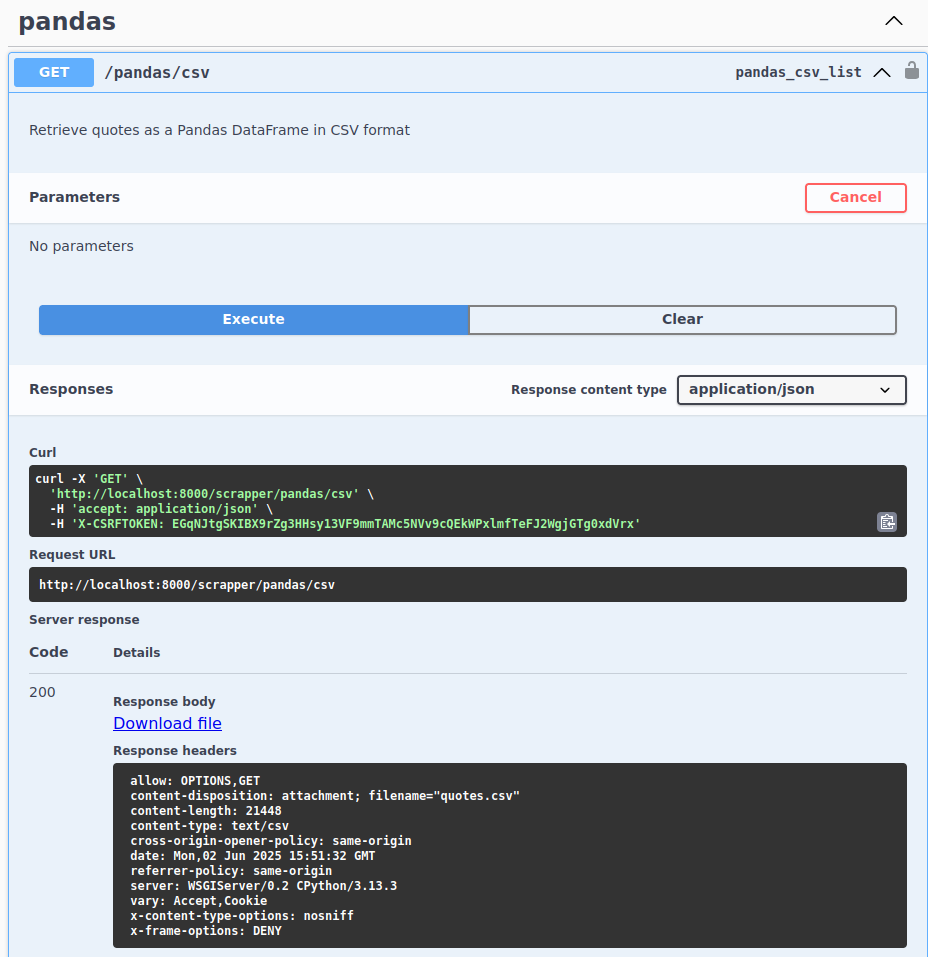 pandas
GET /pandas/csv pandas_csv_list
Retrieve quotes as a Pandas DataFrame in CSV format
Parameters Cancel
No parameters
Execute Clear
Responses Response content type application/json
Curl
curl -X 'GET' \
'http://localhost:8000/scrapper/pandas/csv' \
-H 'accept: application/json' \
-H 'X-CSRFTOKEN: EGqNJtgSKIBX9rZg3HHsy13VF9mmTAMc5NVv9cQEkWPxlmfTeFJ2WgjGTg0xdVrx'
Request URL
http://localhost:8000/scrapper/pandas/csv
Server response
Code Details
200
Response body
Download file
Response headers
allow: OPTIONS,GET
content-disposition: attachment; filename="quotes.csv"
content-length: 21448
content-type: text/csv
cross-origin-opener-policy: same-origin
date: Mon,02 Jun 2025 15:51:32 GMT
referrer-policy: same-origin
server: WSGIServer/0.2 CPython/3.13.3
vary: Accept,Cookie
x-content-type-options: nosniff
x-frame-options: DENY